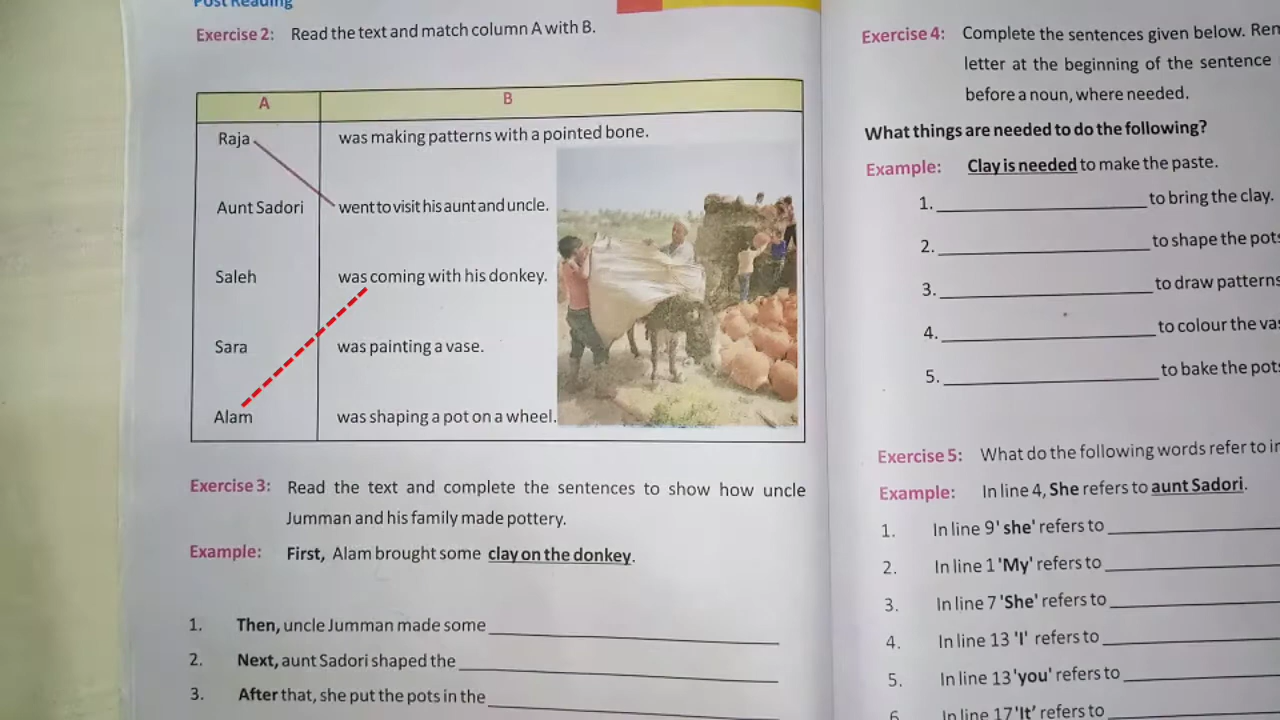 Post Reading
Exercise 2: Read the text and match column A with B.
A B
Raja was making patterns with a pointed bone.
Aunt Sadori went to visit his aunt and uncle.
Saleh was coming with his donkey.
Sara was painting a vase.
Alam was shaping a pot on a wheel.
Exercise 3: Read the text and complete the sentences to show how uncle
Jumman and his family made pottery.
Example: First, Alam brought some clay on the donkey.
1. Then, uncle Jumman made some
2. Next, aunt Sadori shaped the
3. After that, she put the pots in the
Exercise 4: Complete the sentences given below.
letter at the beginning of the sentence
before a noun, where needed.
What things are needed to do the following?
Example: Clay is needed to make the paste.
1. to bring the clay.
2. to shape the pots
3. to draw patterns
4. to colour the
5. to bake the pots
Exercise 5: What do the following words refer to
Example: In line 4, She refers to aunt Sadori.
1. In line 9 'she' refers to
2. In line 1 'My' refers to
3. In line 7 'She' refers to
4. In line 13 'I' refers to
5. In line 13 'you' refers to
6. In line 17 'It' refers to